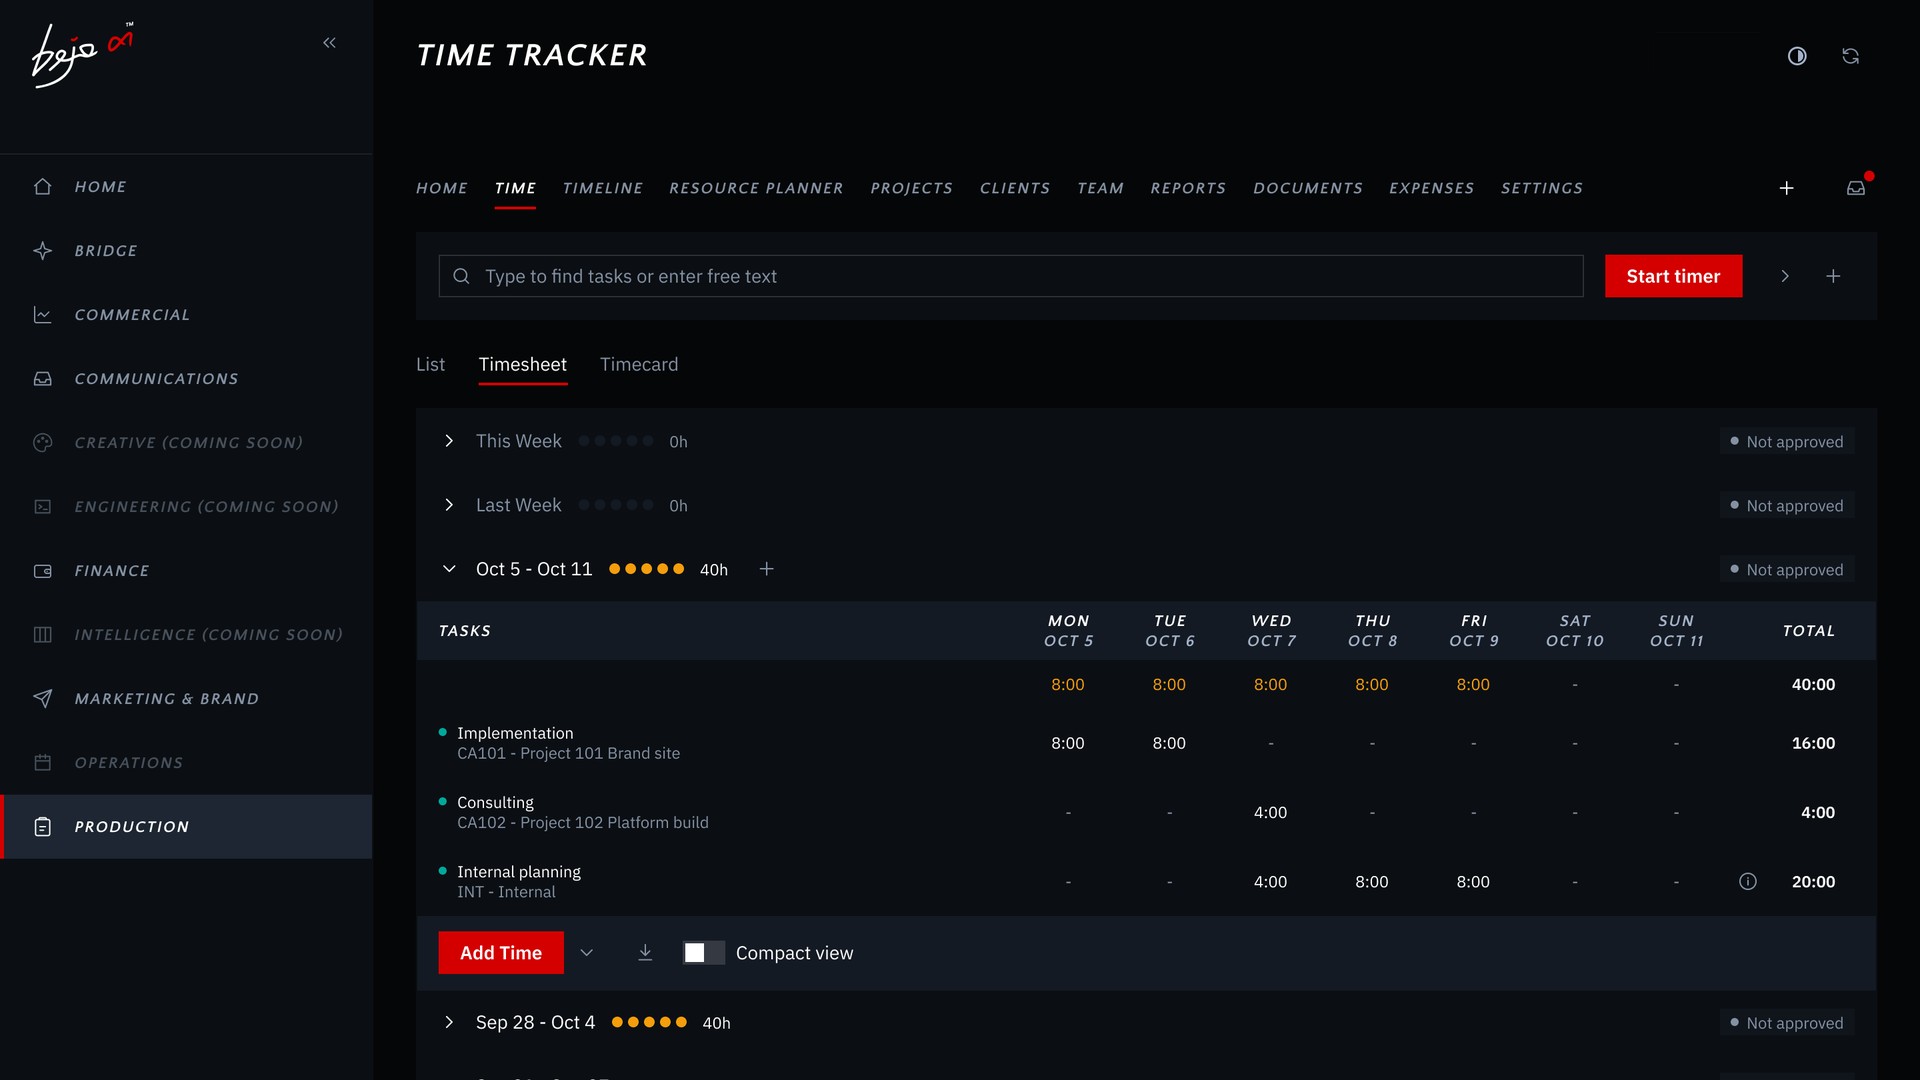 beja ™
TIME TRACKER
HOME
BRIDGE
COMMERCIAL
COMMUNICATIONS
CREATIVE (COMING SOON)
ENGINEERING (COMING SOON)
FINANCE
INTELLIGENCE (COMING SOON)
MARKETING & BRAND
OPERATIONS
PRODUCTION
HOME TIME TIMELINE RESOURCE PLANNER PROJECTS CLIENTS TEAM REPORTS DOCUMENTS EXPENSES SETTINGS
Type to find tasks or enter free text Start timer
List Timesheet Timecard
This Week 0h Not approved
Last Week 0h Not approved
Oct 5 - Oct 11 40h Not approved
TASKS MON TUE WED THU FRI SAT SUN TOTAL
OCT 5 OCT 6 OCT 7 OCT 8 OCT 9 OCT 10 OCT 11
8:00 8:00 8:00 8:00 8:00 - - 40:00
Implementation
CA101 - Project 101 Brand site
8:00 8:00 - - - - - 16:00
Consulting
CA102 - Project 102 Platform build
- - 4:00 - - - - 4:00
Internal planning
INT - Internal
- - 4:00 8:00 8:00 - - 20:00
Add Time Compact view
Sep 28 - Oct 4 40h Not approved